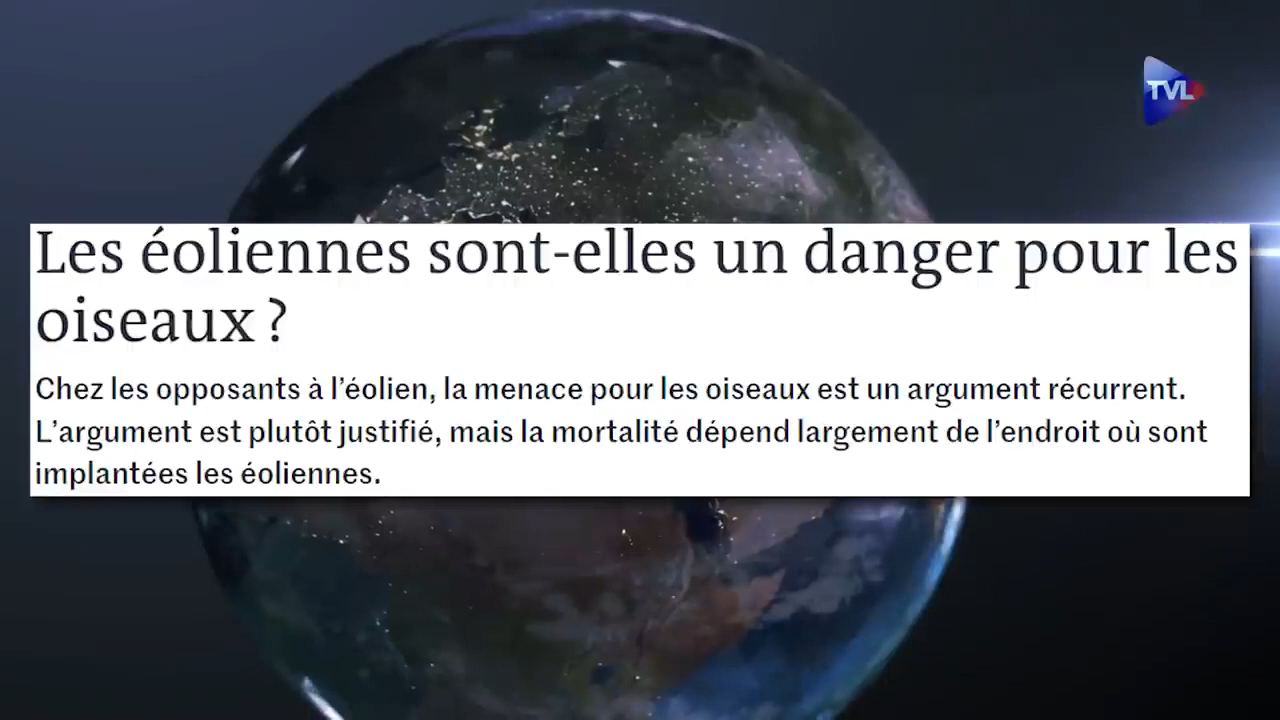 TVL
Les éoliennes sont-elles un danger pour les
oiseaux ?
Chez les opposants à l’éolien, la menace pour les oiseaux est un argument récurrent.
L’argument est plutôt justifié, mais la mortalité dépend largement de l’endroit où sont
implantées les éoliennes.